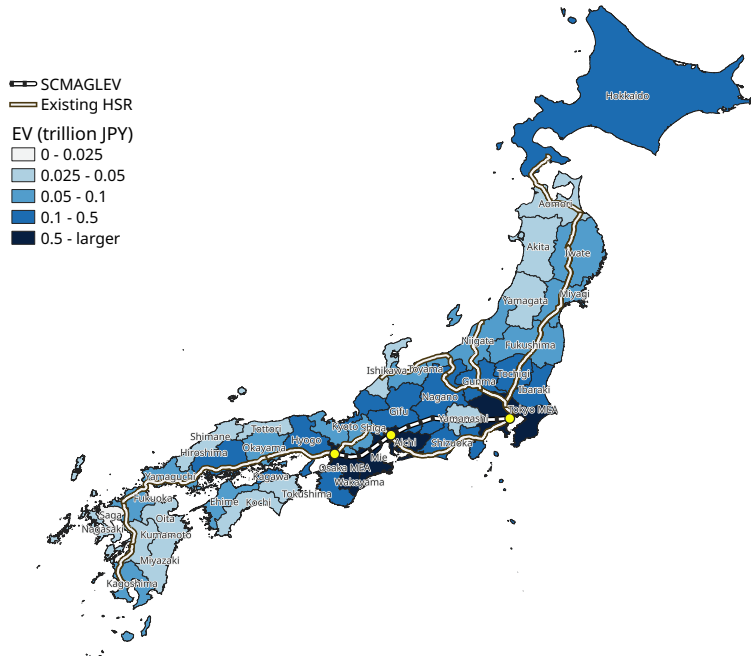 SCMAGLEV
Existing HSR
EV (trillion JPY)
0 - 0.025
0.025 - 0.05
0.05 - 0.1
0.1 - 0.5
0.5 - larger
Hokkaido
Aomori
Akita
Iwate
Yamagata
Miyagi
Niigata
Fukushima
Ishikawa
Toyama
Tochigi
Gunma
Ibaraki
Nagano
Gifu
Tokyo MEA
Yamanashi
Kyoto
Shiga
Aichi
Shizuoka
Shimane
Tottori
Hyogo
Hiroshima
Okayama
Mie
Osaka MEA
Yamaguchi
Kagawa
Wakayama
Tokushima
Ehime
Kochi
Fukuoka
Saga
Oita
Nagasaki
Kumamoto
Miyazaki
Kagoshima